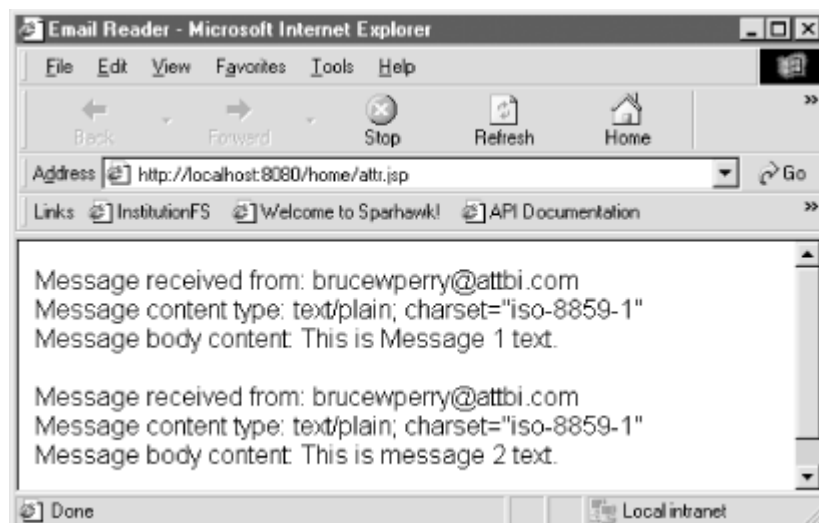 Email Reader - Microsoft Internet Explorer
File Edit View Favorites Tools Help
Back Forward Stop Refresh Home »
Address http://localhost:8080/home/attr.jsp Go
Links InstitutionFS Welcome to Sparhawk! API Documentation »
Message received from: brucewperry@attbi.com
Message content type: text/plain; charset="iso-8859-1"
Message body content: This is Message 1 text.
Message received from: brucewperry@attbi.com
Message content type: text/plain; charset="iso-8859-1"
Message body content: This is message 2 text.
Done Local intranet